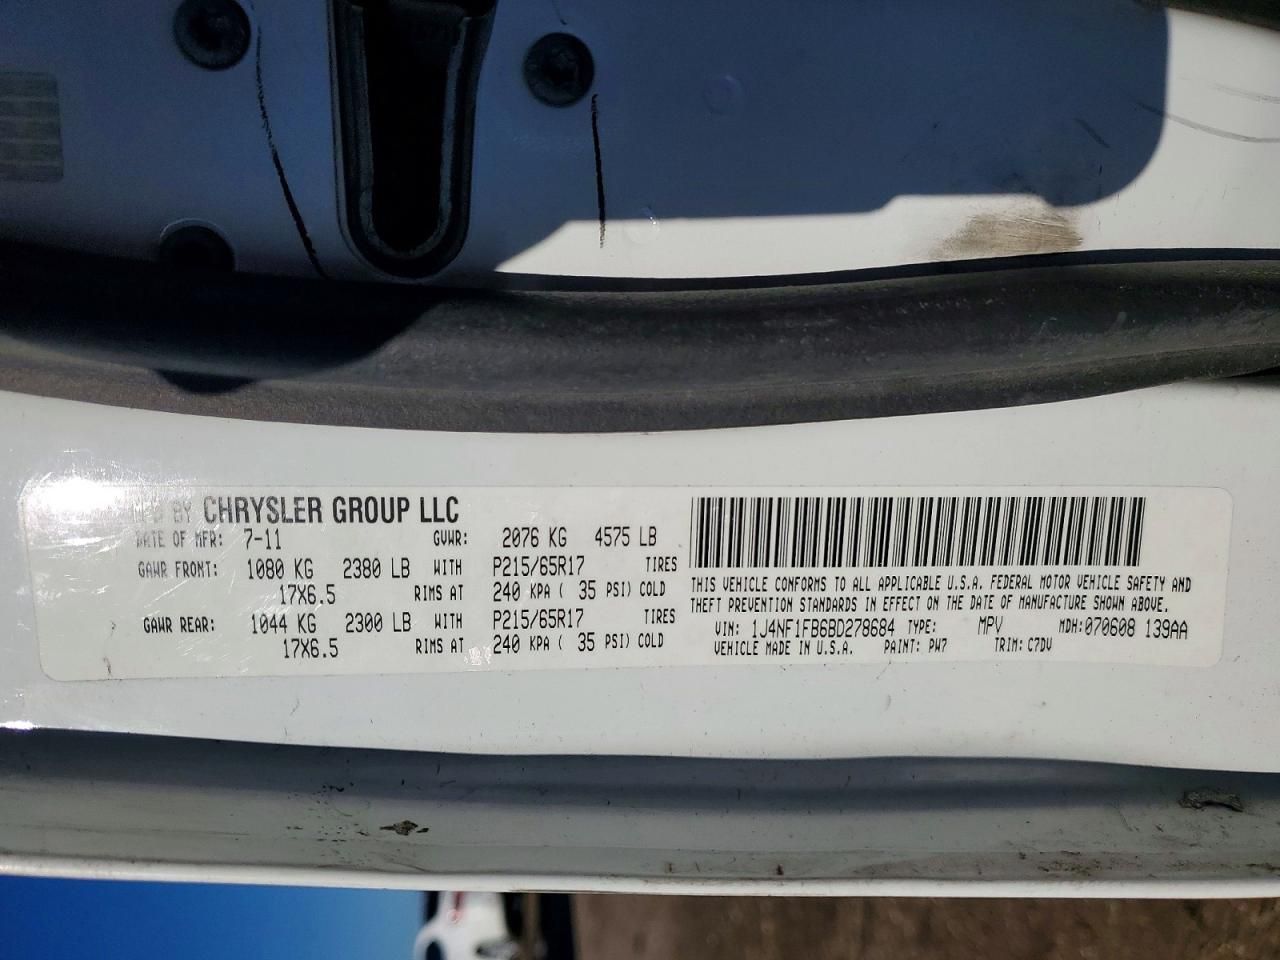 MFD BY CHRYSLER GROUP LLC
DATE OF MFR: 7-11 GVWR: 2076 KG 4575 LB
GAWR FRONT: 1080 KG 2380 LB WITH P215/65R17 TIRES
17X6.5 RIMS AT 240 KPA ( 35 PSI) COLD
GAWR REAR: 1044 KG 2300 LB WITH P215/65R17 TIRES
17X6.5 RIMS AT 240 KPA ( 35 PSI) COLD
THIS VEHICLE CONFORMS TO ALL APPLICABLE U.S.A. FEDERAL MOTOR VEHICLE SAFETY AND
THEFT PREVENTION STANDARDS IN EFFECT ON THE DATE OF MANUFACTURE SHOWN ABOVE.
VIN: 1J4NF1FB6BD278684 TYPE: MPV MDH: 070608 139AA
VEHICLE MADE IN U.S.A. PAINT: PW7 TRIM: C7DV